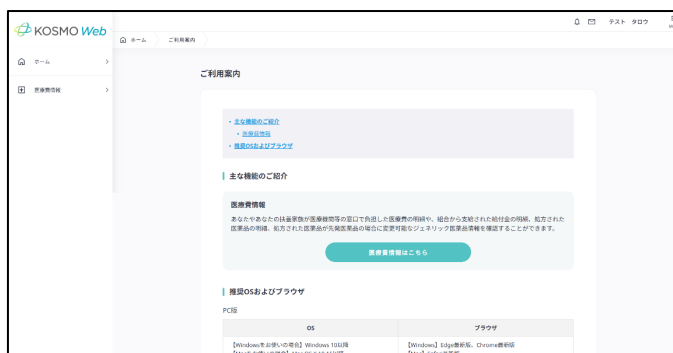 KOSMO Web
テスト タロウ
ホーム
ご利用案内
ホーム
医療費情報
ご利用案内
・主な機能のご紹介
・医療費情報
・推奨OSおよびブラウザ
主な機能のご紹介
医療費情報
あなたやあなたの扶養家族が医療機関等の窓口で負担した医療費の明細や、組合から支給された給付金の明細、処方された
医薬品の明細、処方された医薬品が先発医薬品の場合に変更可能なジェネリック医薬品情報を確認することができます。
医療費情報はこちら
推奨OSおよびブラウザ
PC版
OS
ブラウザ
【Windowsをお使いの場合】Windows 10以降
【Windows】Edge最新版、Chrome最新版